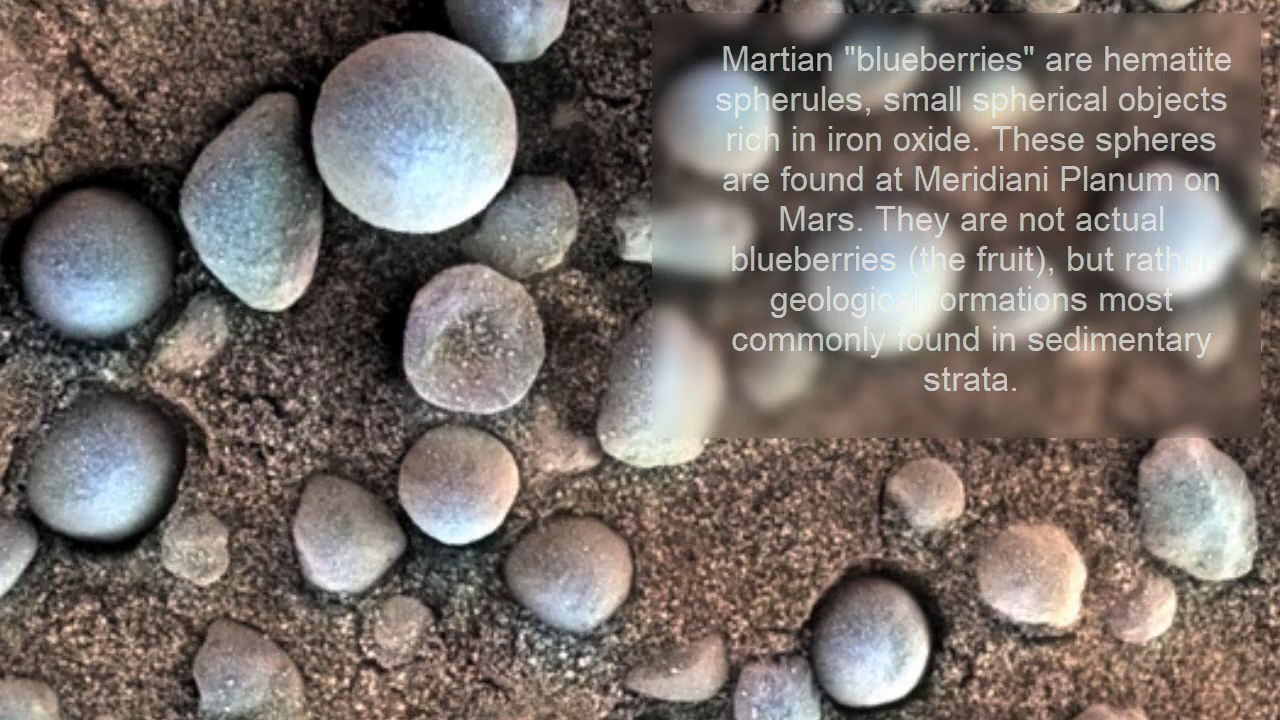 Martian "blueberries" are hematite
spherules, small spherical objects
rich in iron oxide. These spheres
are found at Meridiani Planum on
Mars. They are not actual
blueberries (the fruit), but rather
geological formations most
commonly found in sedimentary
strata.